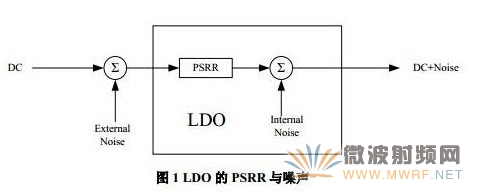 DC
Σ
PSRR
Σ
DC+Noise
External
Noise
LDO
Internal
Noise
微波射频网
WWW.MWRF.NET
图 1 LDO 的 PSRR 与噪声